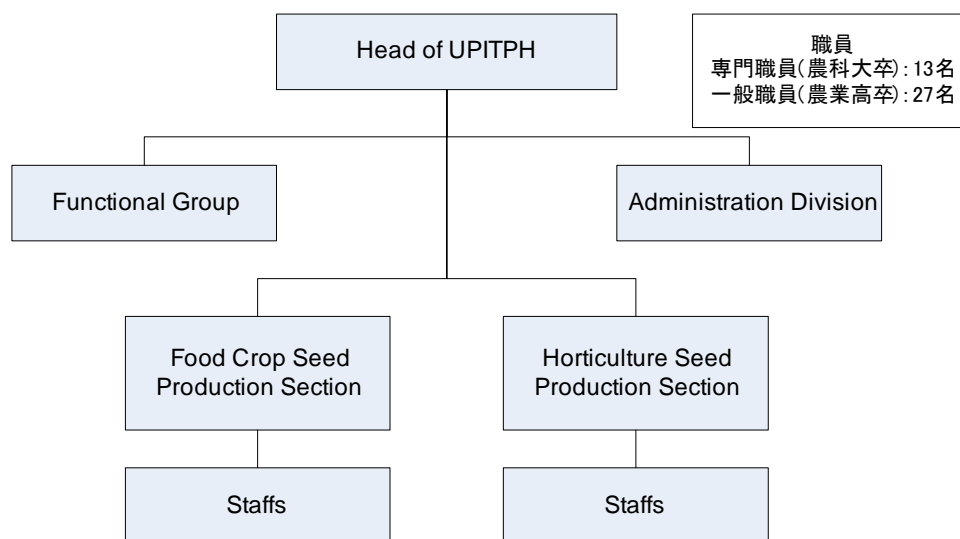 Head of UPITPH
職員
専門職員(農科大卒):13名
一般職員(農業高卒):27名
Functional Group
Administration Division
Food Crop Seed
Production Section
Horticulture Seed
Production Section
Staffs
Staffs